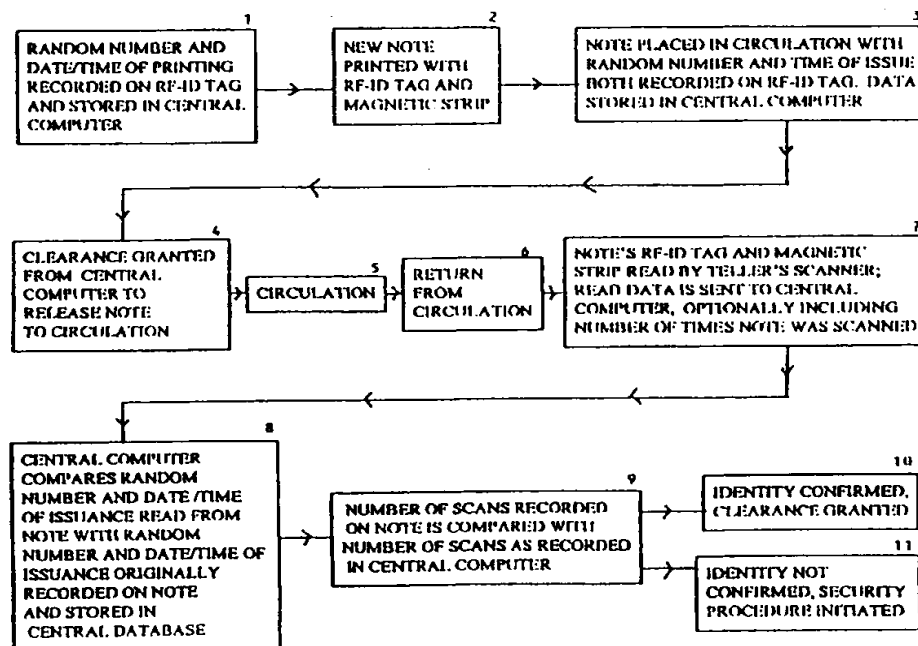 1
RANDOM NUMBER AND
DATE/TIME OF PRINTING
RECORDED ON RF-ID TAG
AND STORED IN CENTRAL
COMPUTER
2
NEW NOTE
PRINTED WITH
RF-ID TAG AND
MAGNETIC STRIP
3
NOTE PLACED IN CIRCULATION WITH
RANDOM NUMBER AND TIME OF ISSUE
BOTH RECORDED ON RF-ID TAG. DATA
STORED IN CENTRAL COMPUTER
4
CLEARANCE GRANTED
FROM CENTRAL
COMPUTER TO
RELEASE NOTE
TO CIRCULATION
5
CIRCULATION
6
RETURN
FROM
CIRCULATION
7
NOTE'S RF-ID TAG AND MAGNETIC
STRIP READ BY TELLER'S SCANNER;
READ DATA IS SENT TO CENTRAL
COMPUTER, OPTIONALLY INCLUDING
NUMBER OF TIMES NOTE WAS SCANNED
8
CENTRAL COMPUTER
COMPARES RANDOM
NUMBER AND DATE/TIME
OF ISSUANCE READ FROM
NOTE WITH RANDOM
NUMBER AND DATE/TIME OF
ISSUANCE ORIGINALLY
RECORDED ON NOTE
AND STORED IN
CENTRAL DATABASE
9
NUMBER OF SCANS RECORDED
ON NOTE IS COMPARED WITH
NUMBER OF SCANS AS RECORDED
IN CENTRAL COMPUTER
10
IDENTITY CONFIRMED,
CLEARANCE GRANTED
11
IDENTITY NOT
CONFIRMED, SECURITY
PROCEDURE INITIATED